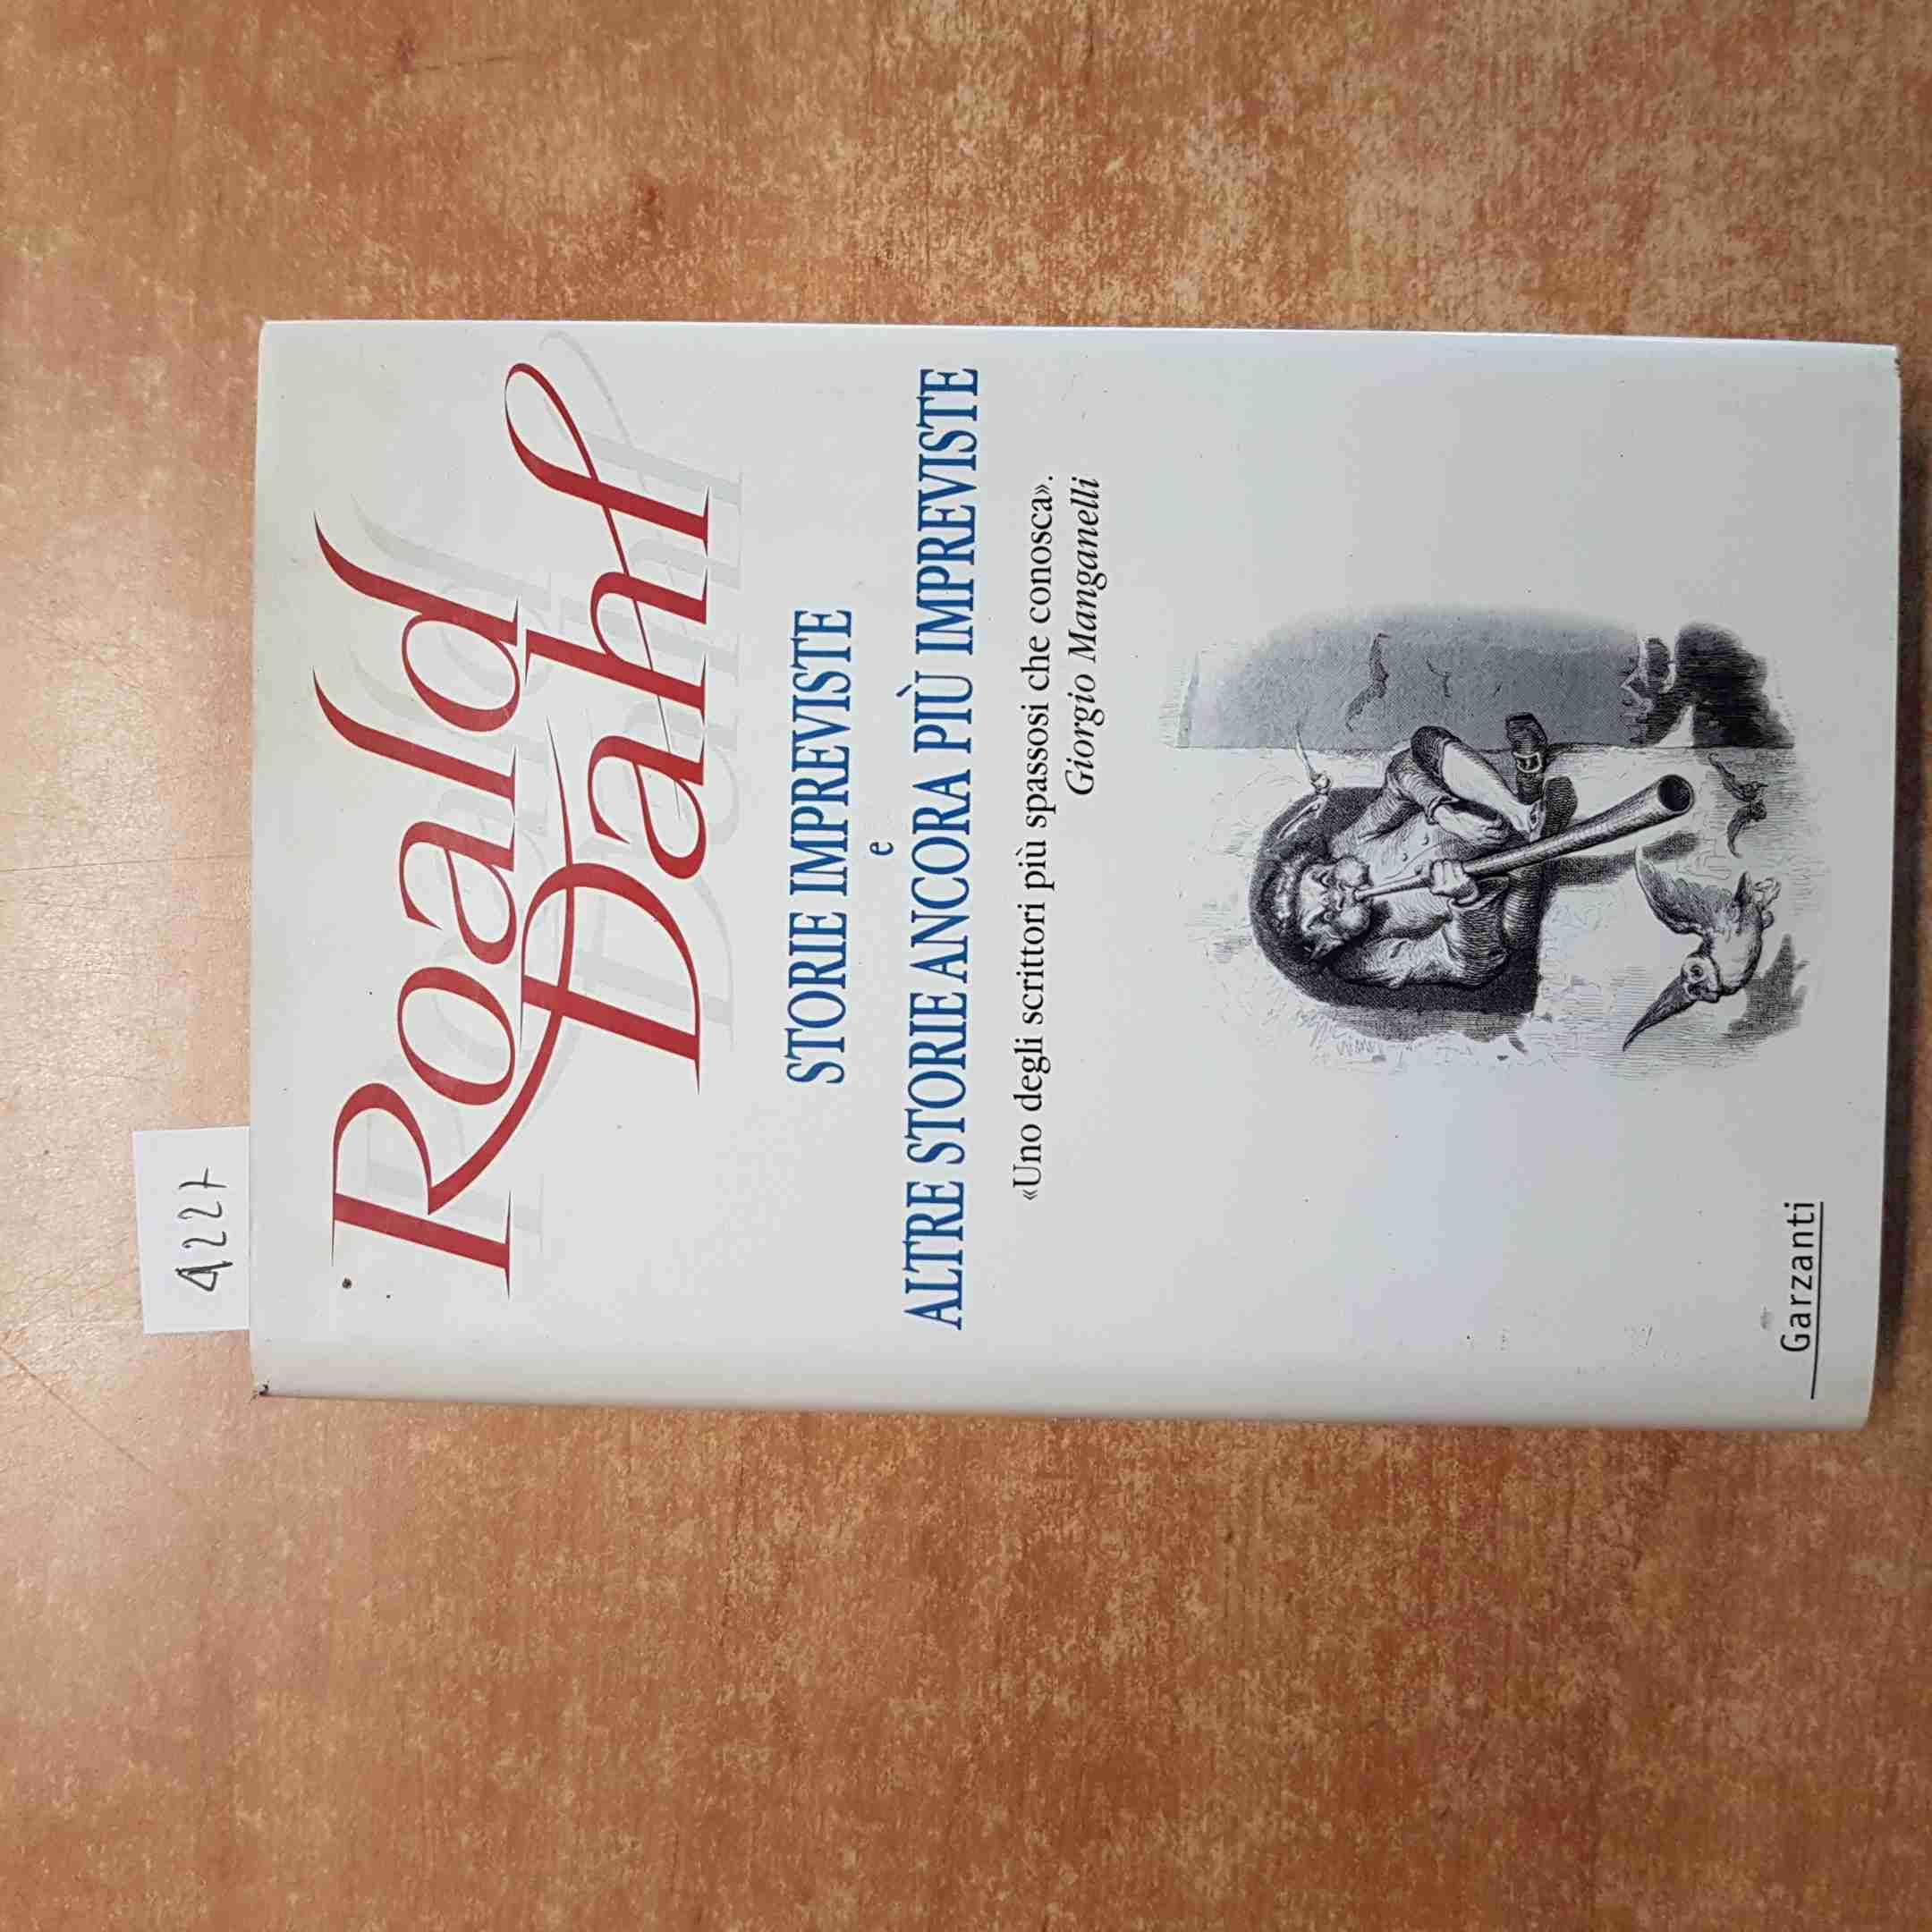 4227
Roald
Dahl
STORIE IMPREVISTE
e
ALTRE STORIE ANCORA PIÙ IMPREVISTE
«Uno degli scrittori più spassosi che conosca».
Giorgio Manganelli
Garzanti